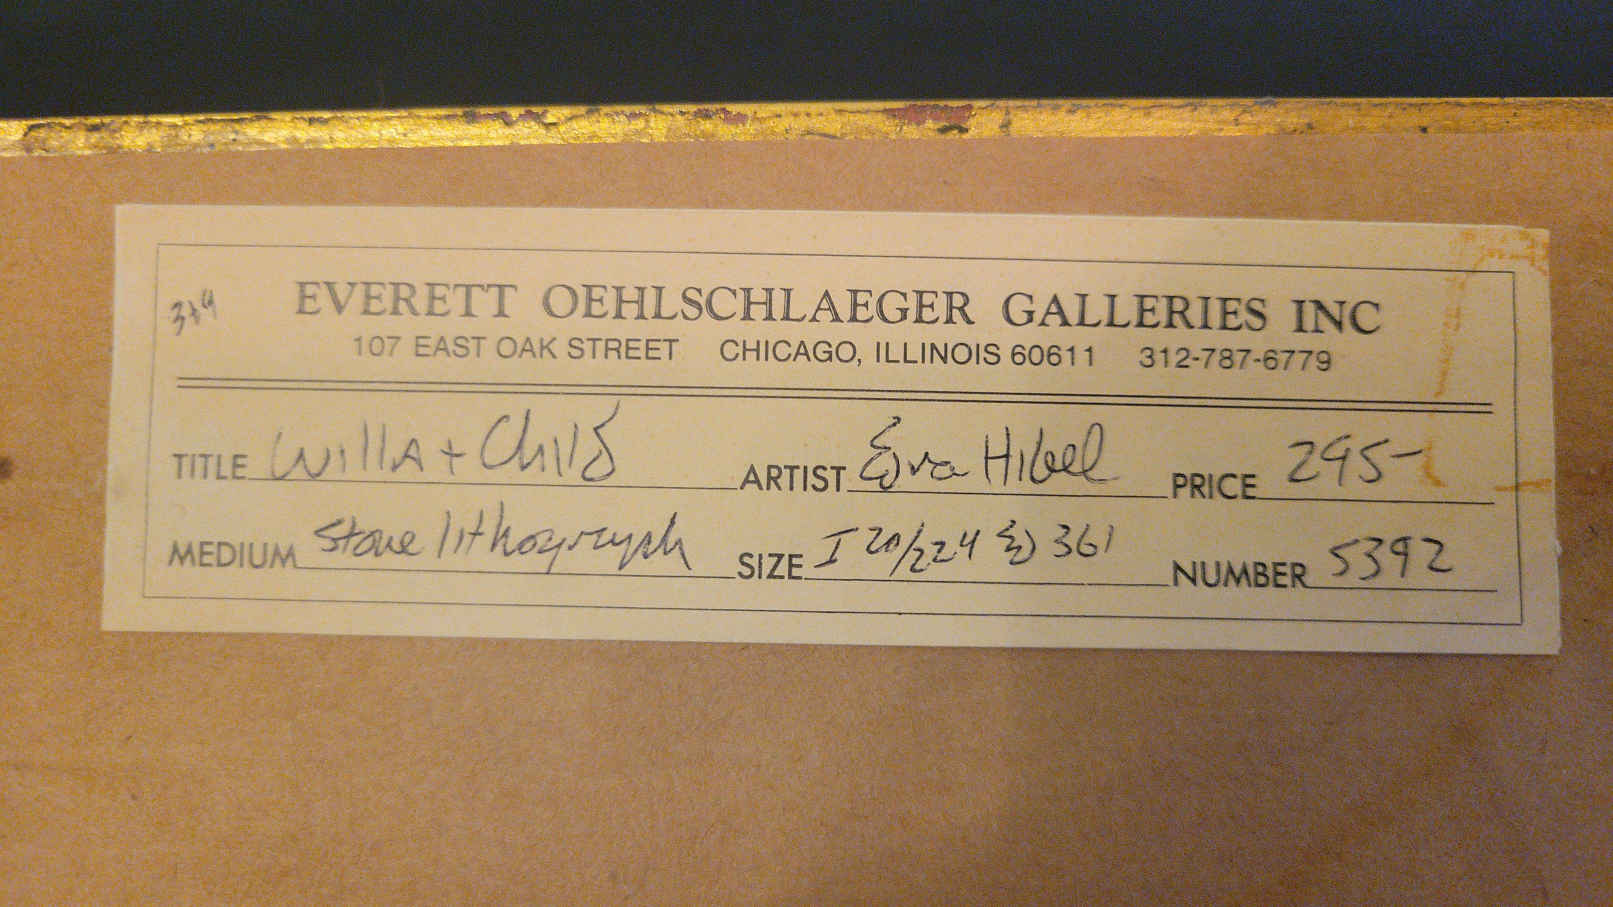 EVERETT OEHLSCHLAEGER GALLERIES INC
107 EAST OAK STREET CHICAGO, ILLINOIS 60611 312-787-6779
TITLE Willa + Child ARTIST Edna Hibel PRICE 295-
MEDIUM Stone lithograph SIZE I 20/224 361 NUMBER 5392